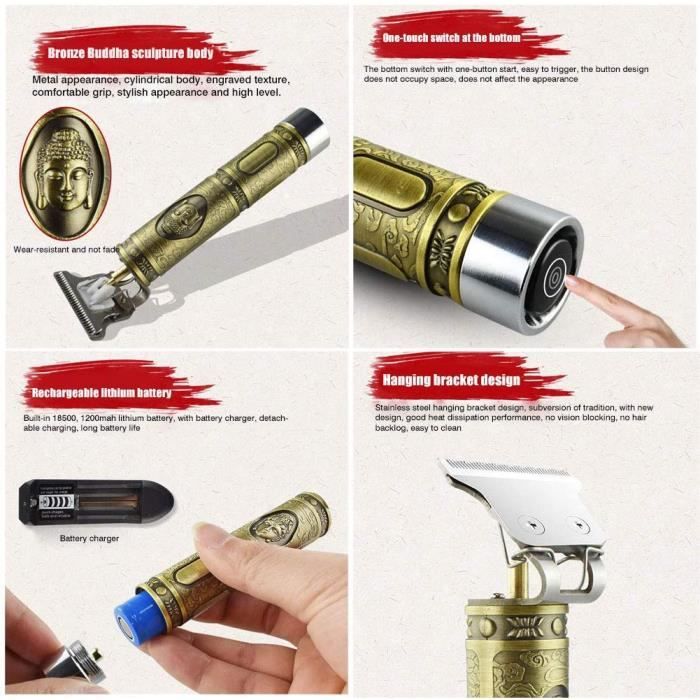 Bronze Buddha sculpture body
Metal appearance, cylindrical body, engraved texture,
comfortable grip, stylish appearance and high level.
Wear-resistant and not fade
One-touch switch at the bottom
The bottom switch with one-button start, easy to trigger, the button design
does not occupy space, does not affect the appearance
Rechargeable lithium battery
Built-in 18500, 1200mah lithium battery, with battery charger, detach-
able charging, long battery life
Battery charger
Hanging bracket design
Stainless steel hanging bracket design, subversion of tradition, with new
design, good heat dissipation performance, no vision blocking, no hair
backlog, easy to clean